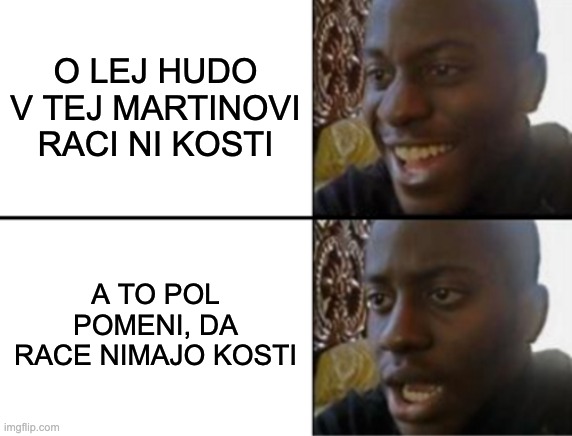 O LEJ HUDO
V TEJ MARTINOVI
RACI NI KOSTI
A TO POL
POMENI, DA
RACE NIMAJO KOSTI
imgflip.com